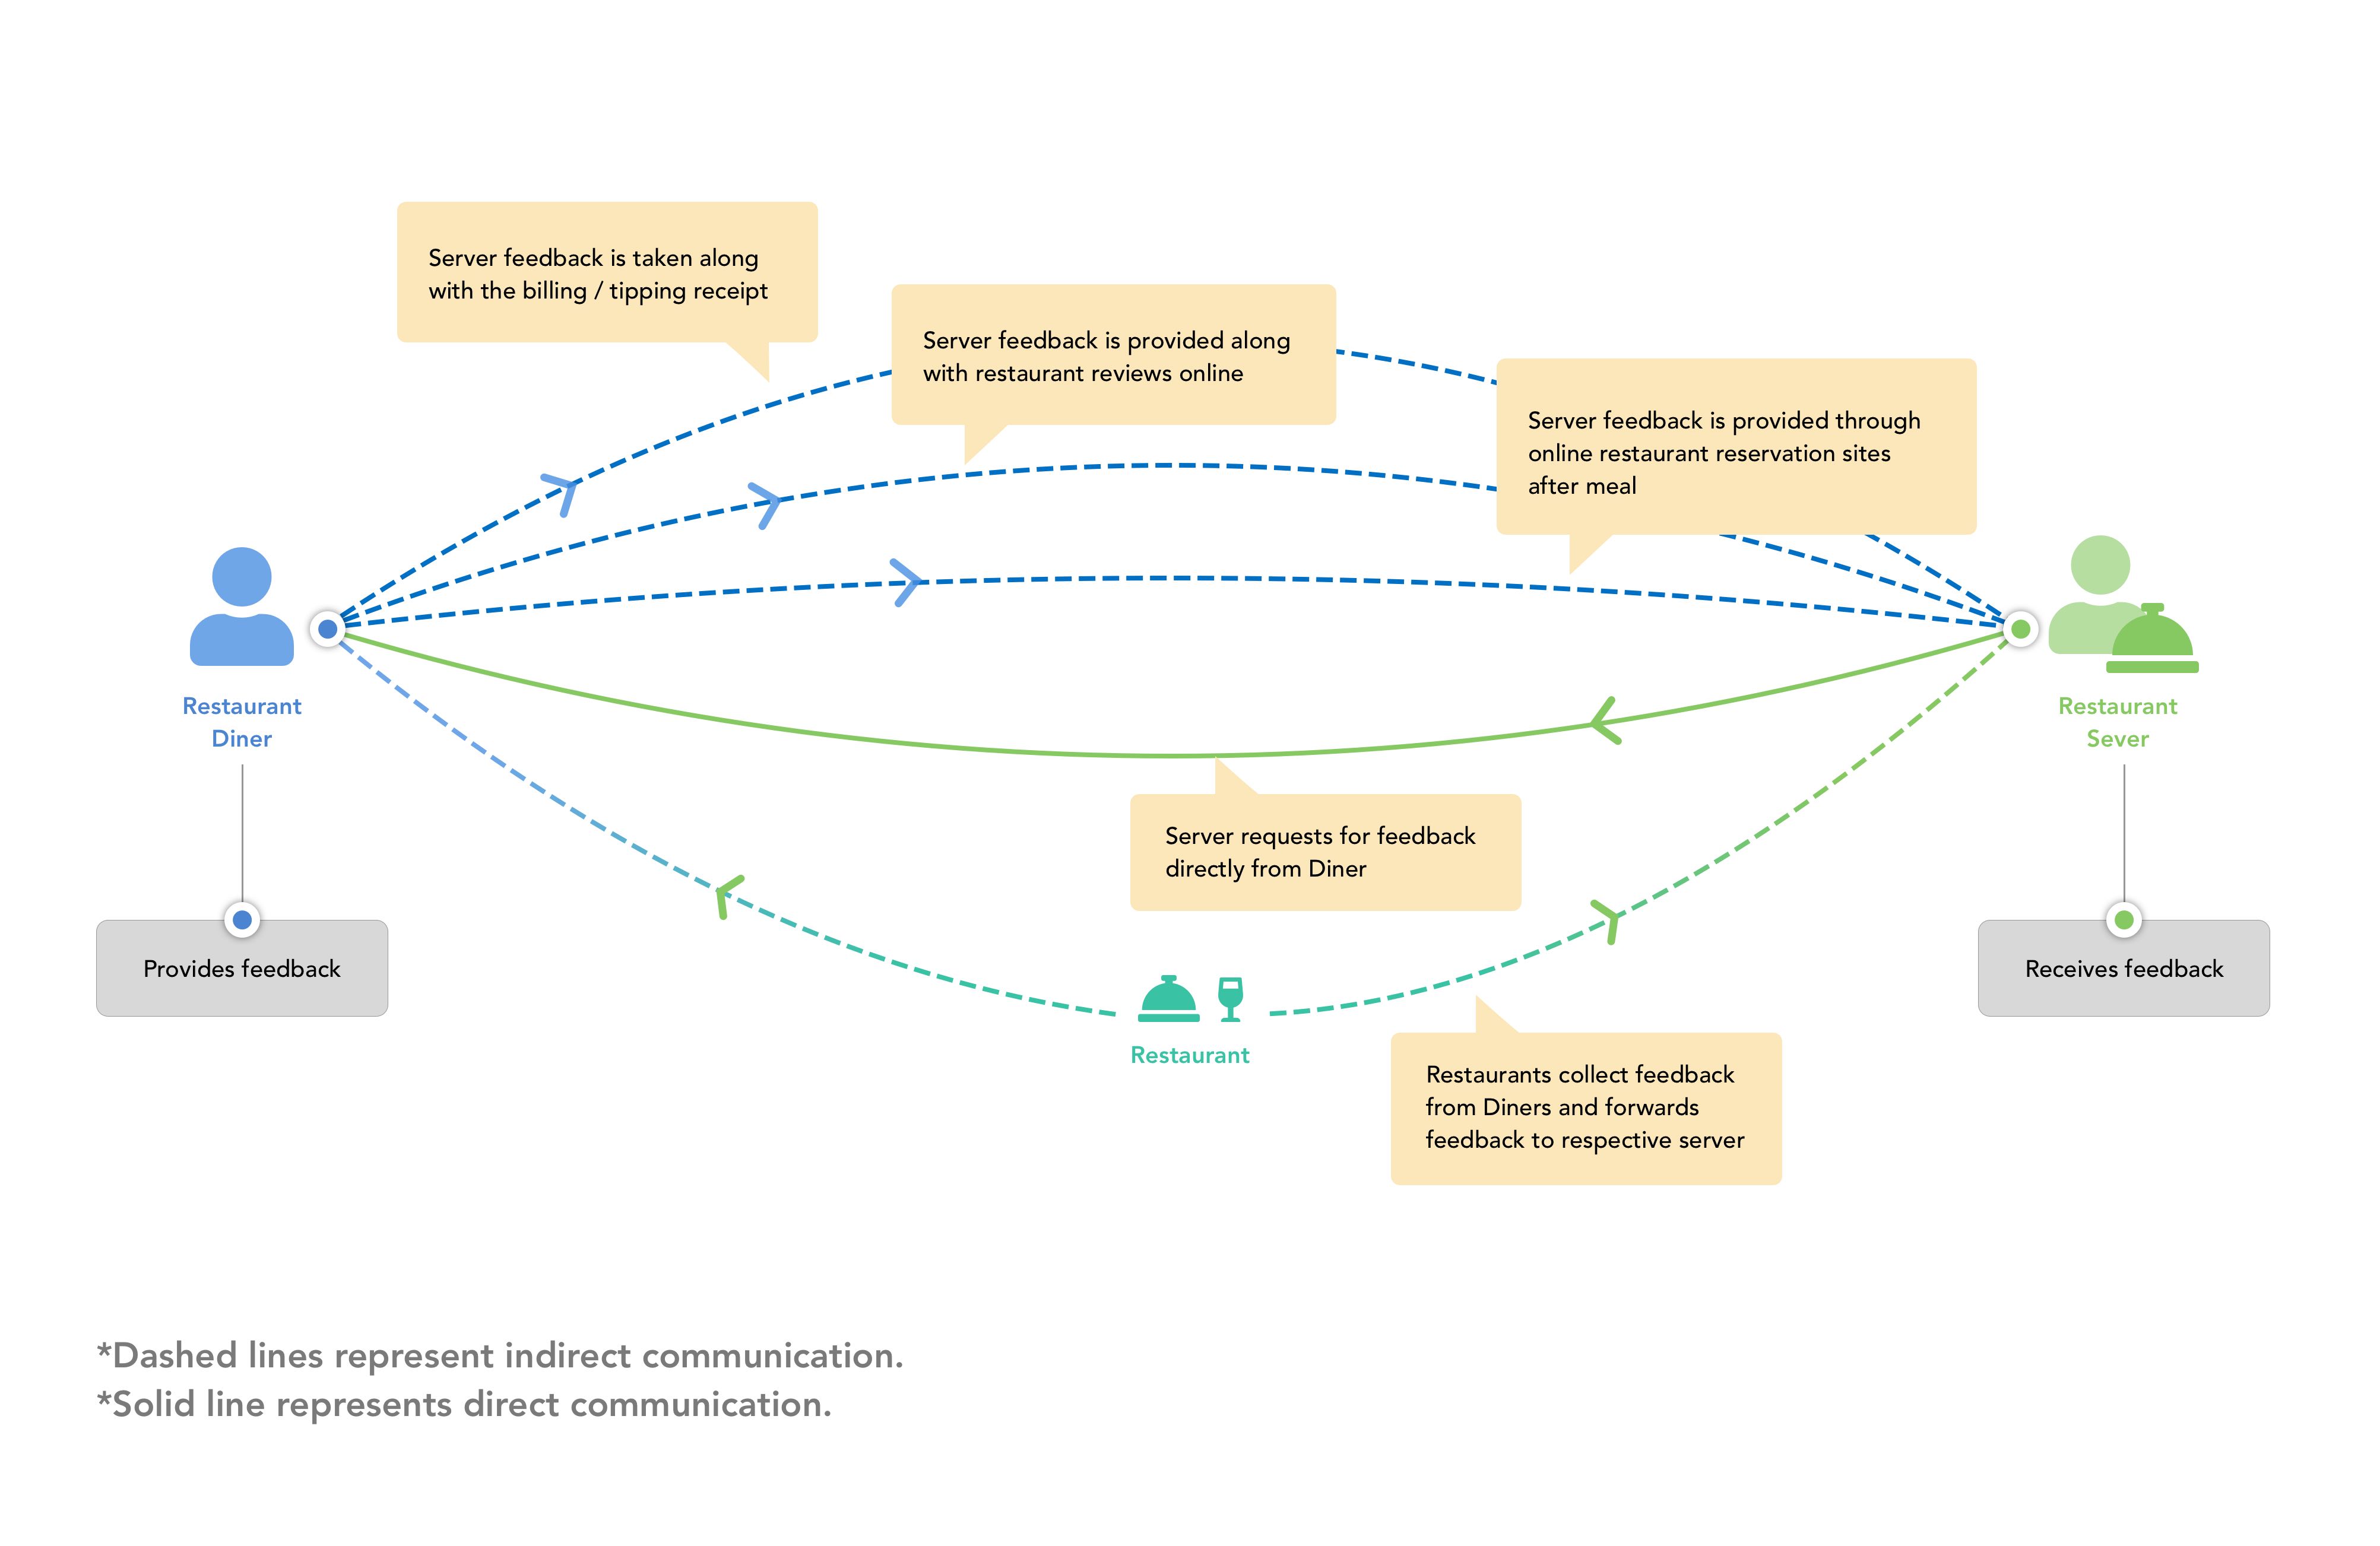 Server feedback is taken along
with the billing / tipping receipt
Server feedback is provided along
with restaurant reviews online
Server feedback is provided through
online restaurant reservation sites
after meal
Restaurant
Diner
Restaurant
Sever
Server requests for feedback
directly from Diner
Provides feedback
Receives feedback
Restaurant
Restaurants collect feedback
from Diners and forwards
feedback to respective server
*Dashed lines represent indirect communication.
*Solid line represents direct communication.